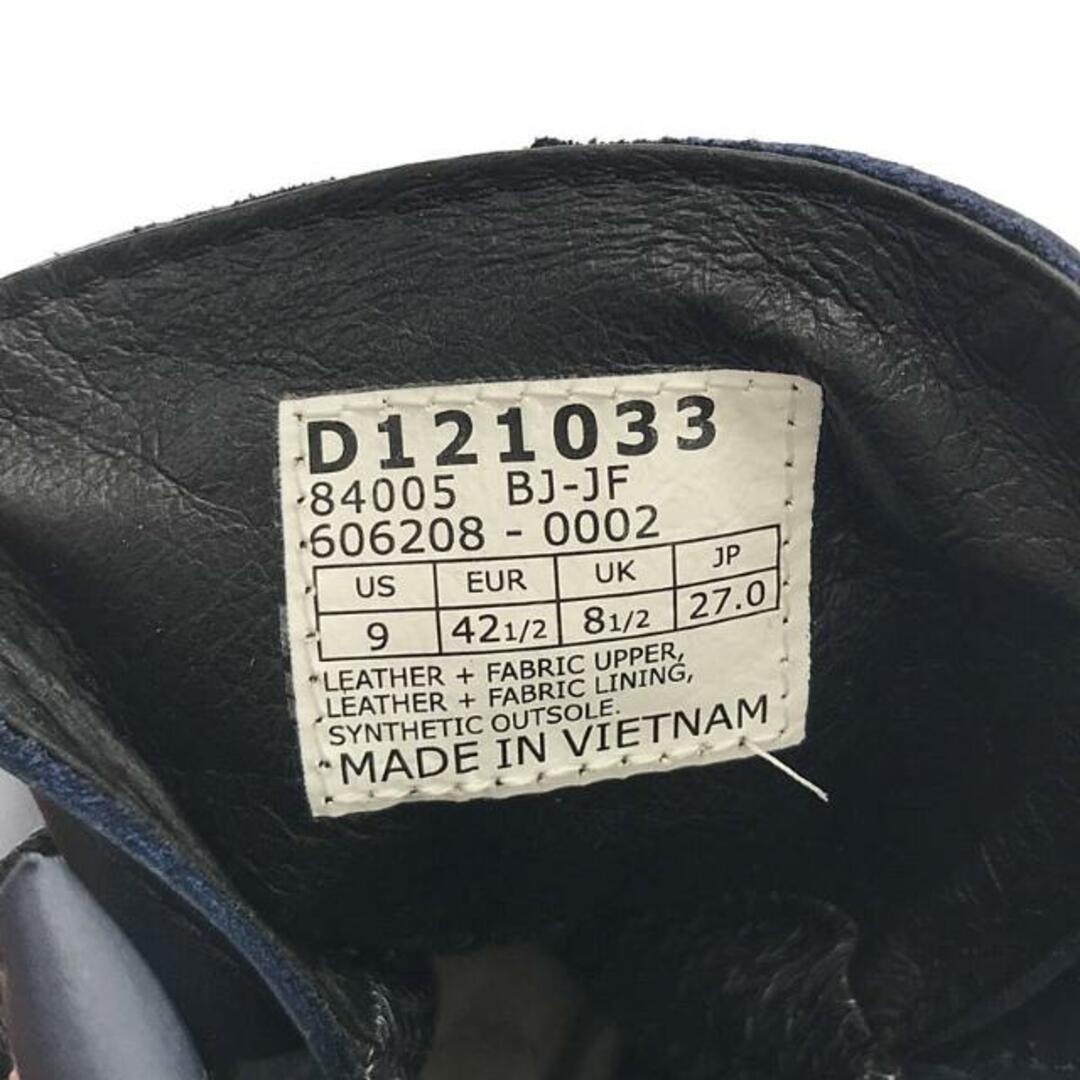 D121033
84005 BJ-JF
606208 - 0002
US EUR UK JP
9 42 1/2 8 1/2 27.0
LEATHER + FABRIC UPPER,
LEATHER + FABRIC LINING,
SYNTHETIC OUTSOLE.
MADE IN VIETNAM